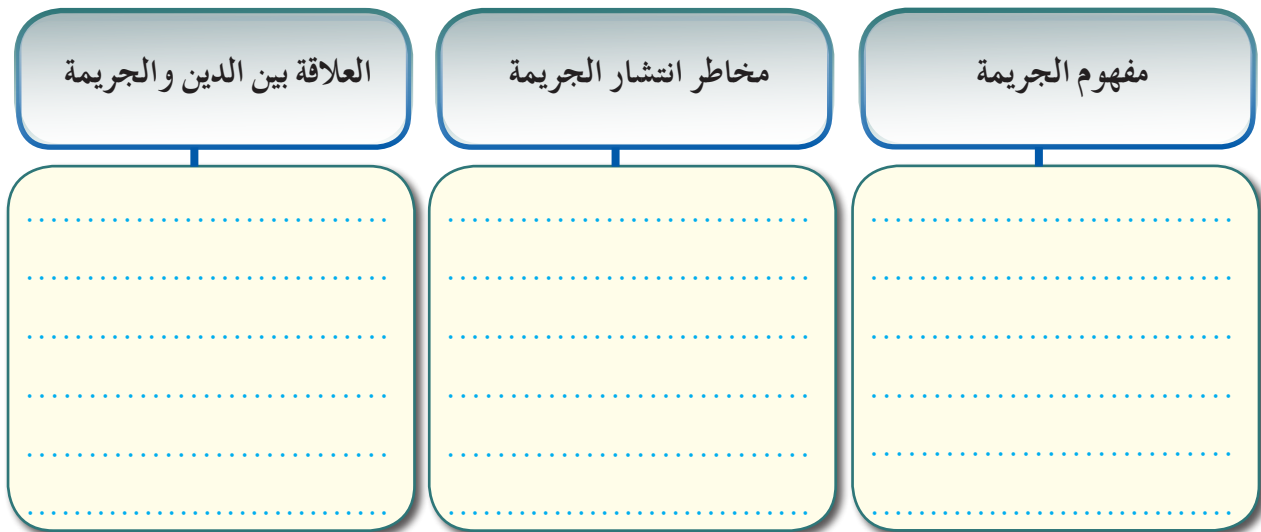 مفهوم الجريمة
مخاطر انتشار الجريمة
العلاقة بين الدين والجريمة